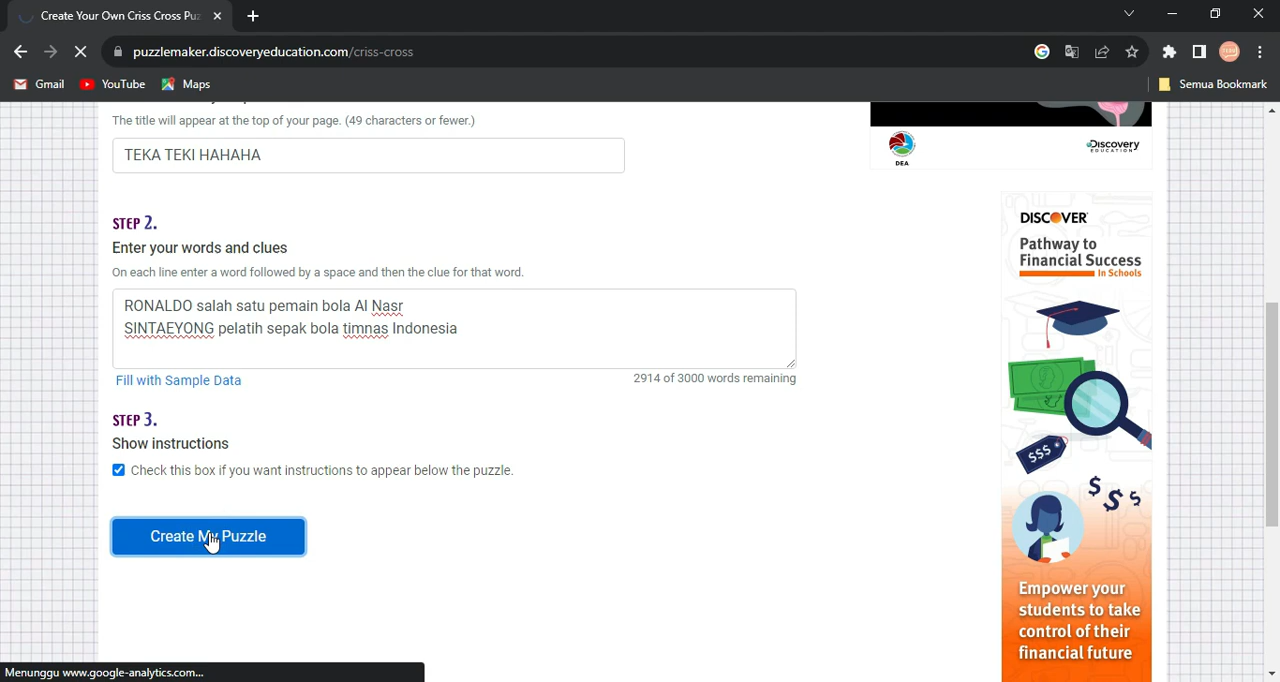 Create Your Own Criss Cross Puz
puzzlemaker.discoveryeducation.com/criss-cross
Gmail YouTube Maps Semua Bookmark
The title will appear at the top of your page. (49 characters or fewer.)
TEKA TEKI HAHAHA
DEA
Discovery
EDUCATION
STEP 2.
Enter your words and clues
On each line enter a word followed by a space and then the clue for that word.
RONALDO salah satu pemain bola Al Nasr
SINTAEYONG pelatih sepak bola timnas Indonesia
Fill with Sample Data
2914 of 3000 words remaining
STEP 3.
Show instructions
Check this box if you want instructions to appear below the puzzle.
Create My Puzzle
DISCOVER
Pathway to
Financial Success
In Schools
$$$
$ $ $
Empower your
students to take
control of their
financial future
Menunggu www.google-analytics.com...